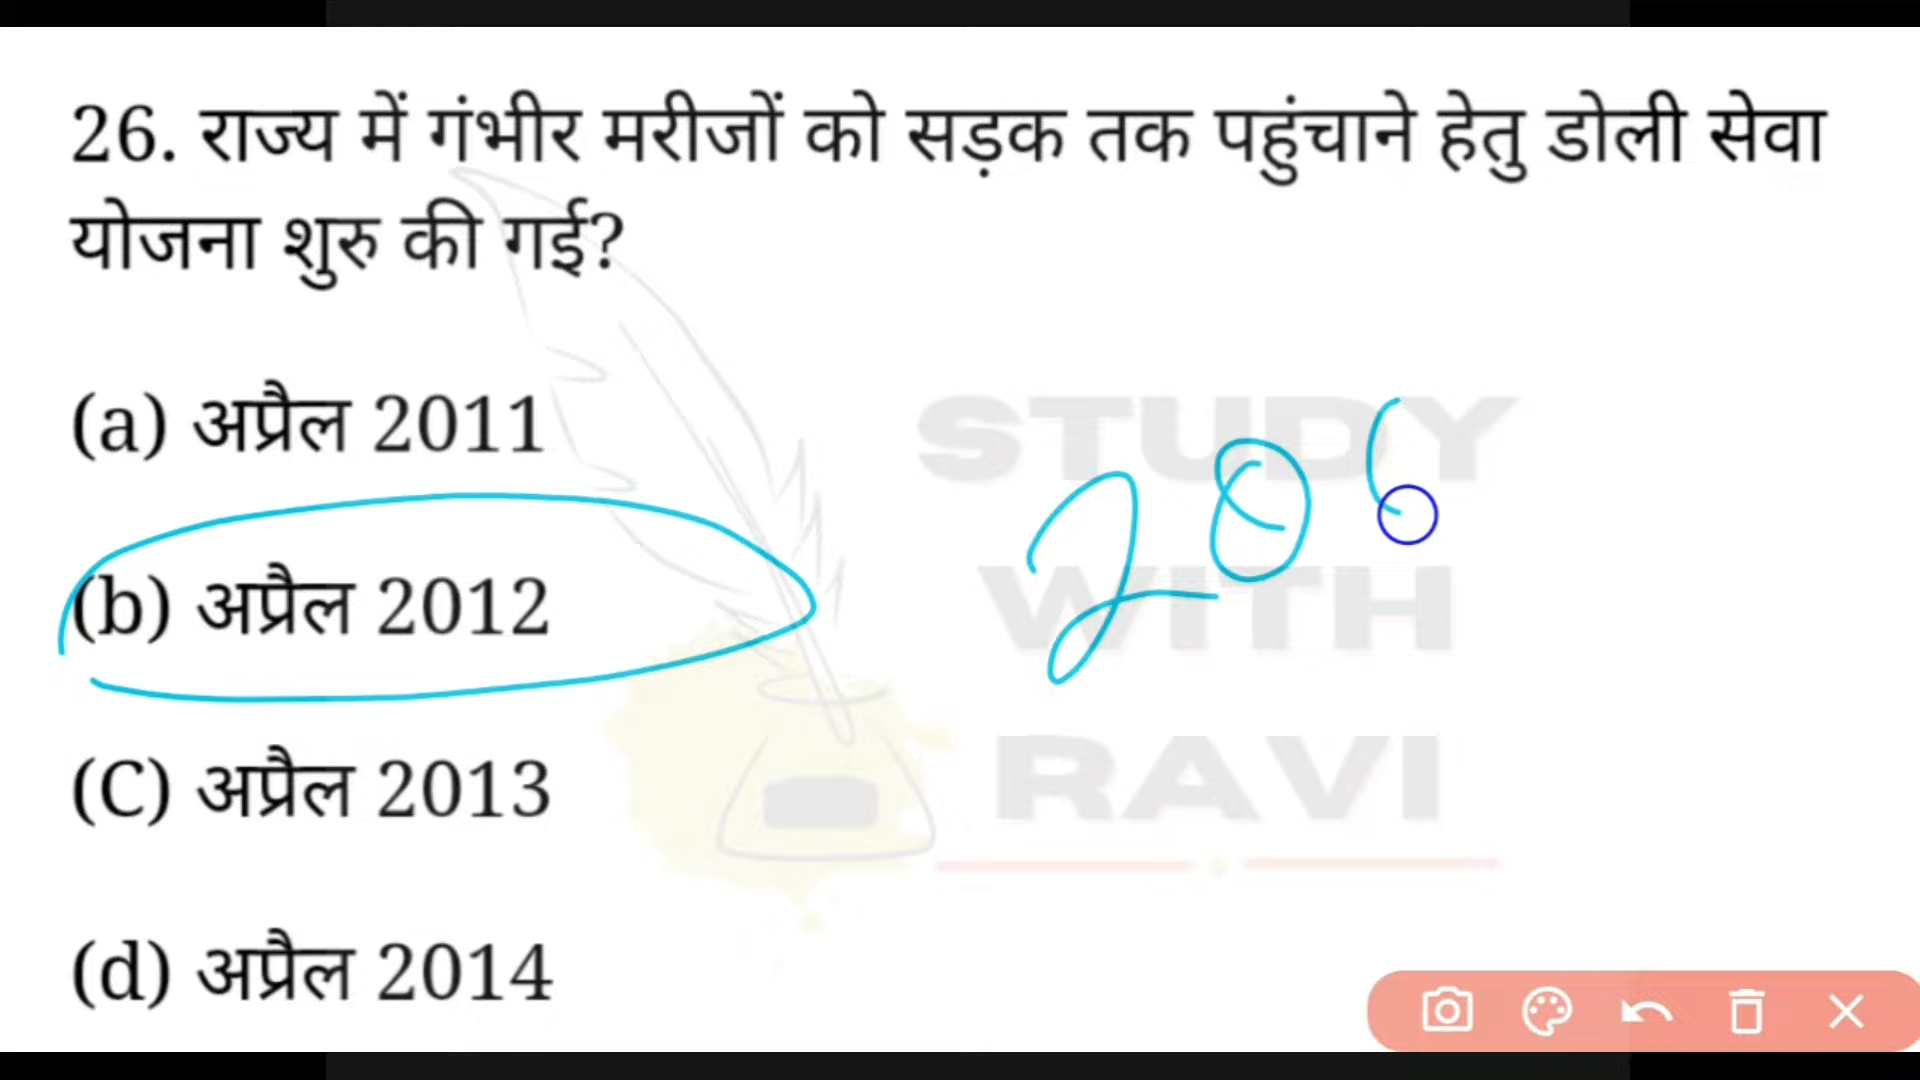 26. राज्य में गंभीर मरीजों को सड़क तक पहुंचाने हेतु डोली सेवा
योजना शुरु की गई?
(a) अप्रैल 2011
(b) अप्रैल 2012
(C) अप्रैल 2013
(d) अप्रैल 2014
STUDY
WITH
RAVI